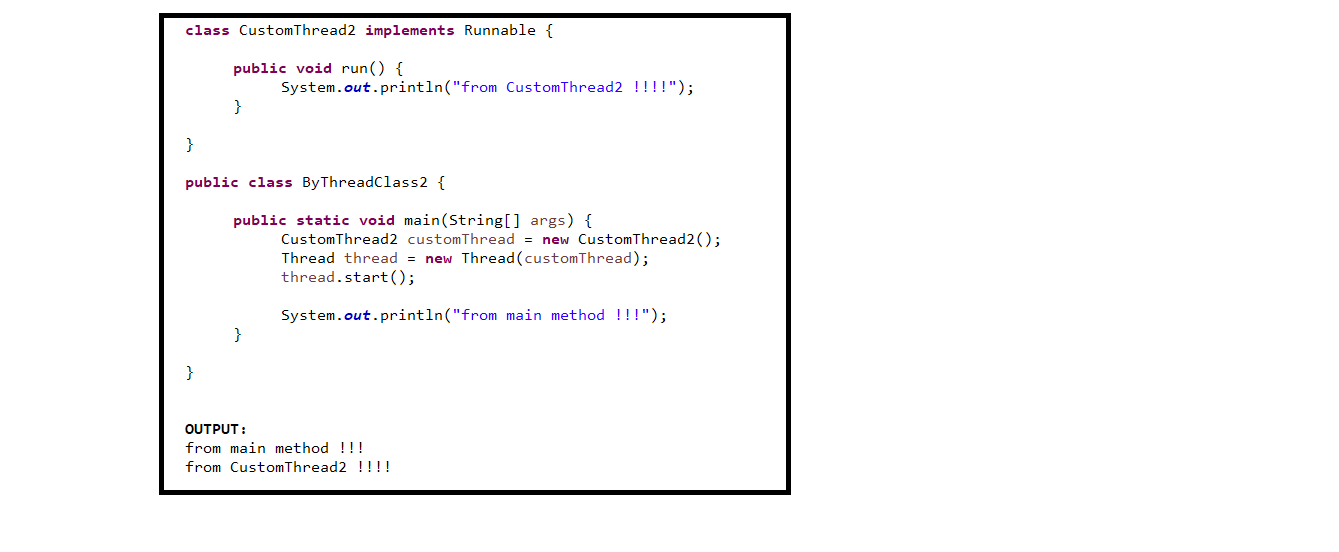 class CustomThread2 implements Runnable {
public void run() {
System.out.println("from CustomThread2 !!!!");
}
}
public class ByThreadClass2 {
public static void main(String[] args) {
CustomThread2 customThread = new CustomThread2();
Thread thread = new Thread(customThread);
thread.start();
System.out.println("from main method !!!");
}
}
OUTPUT:
from main method !!!
from CustomThread2 !!!!